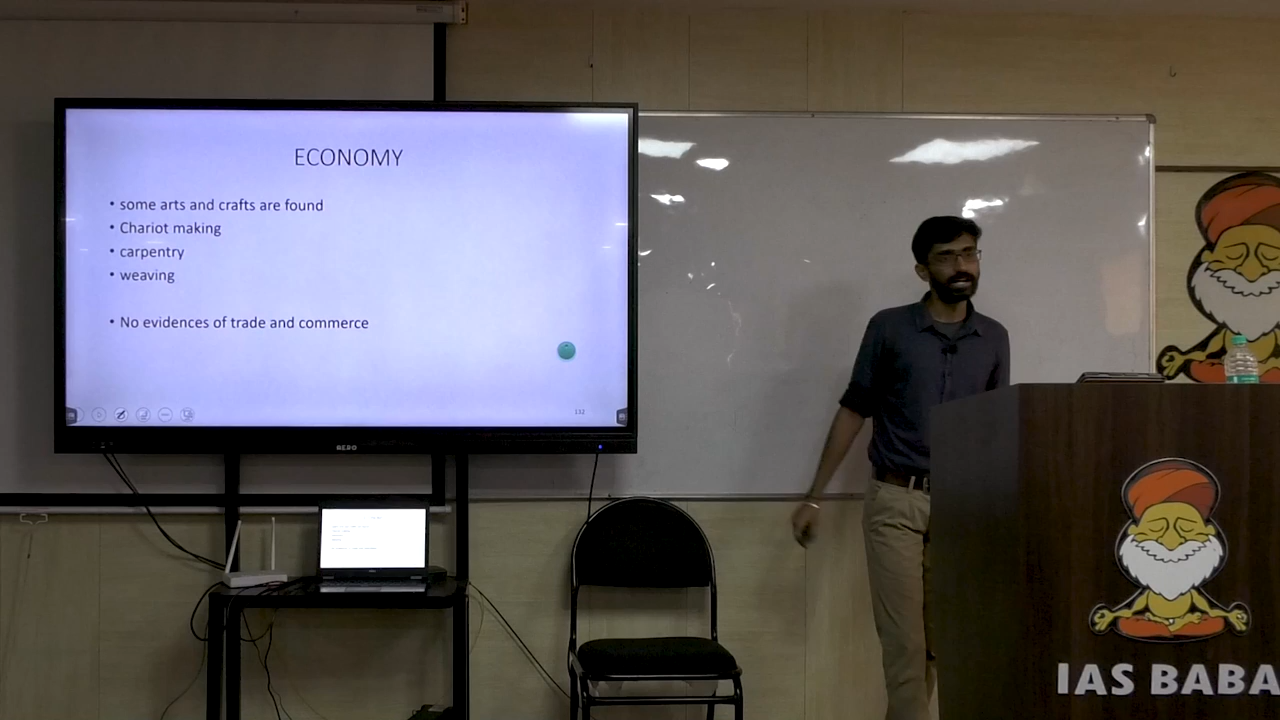 ECONOMY
• some arts and crafts are found
• Chariot making
• carpentry
• weaving
• No evidences of trade and commerce
132
IAS BABA